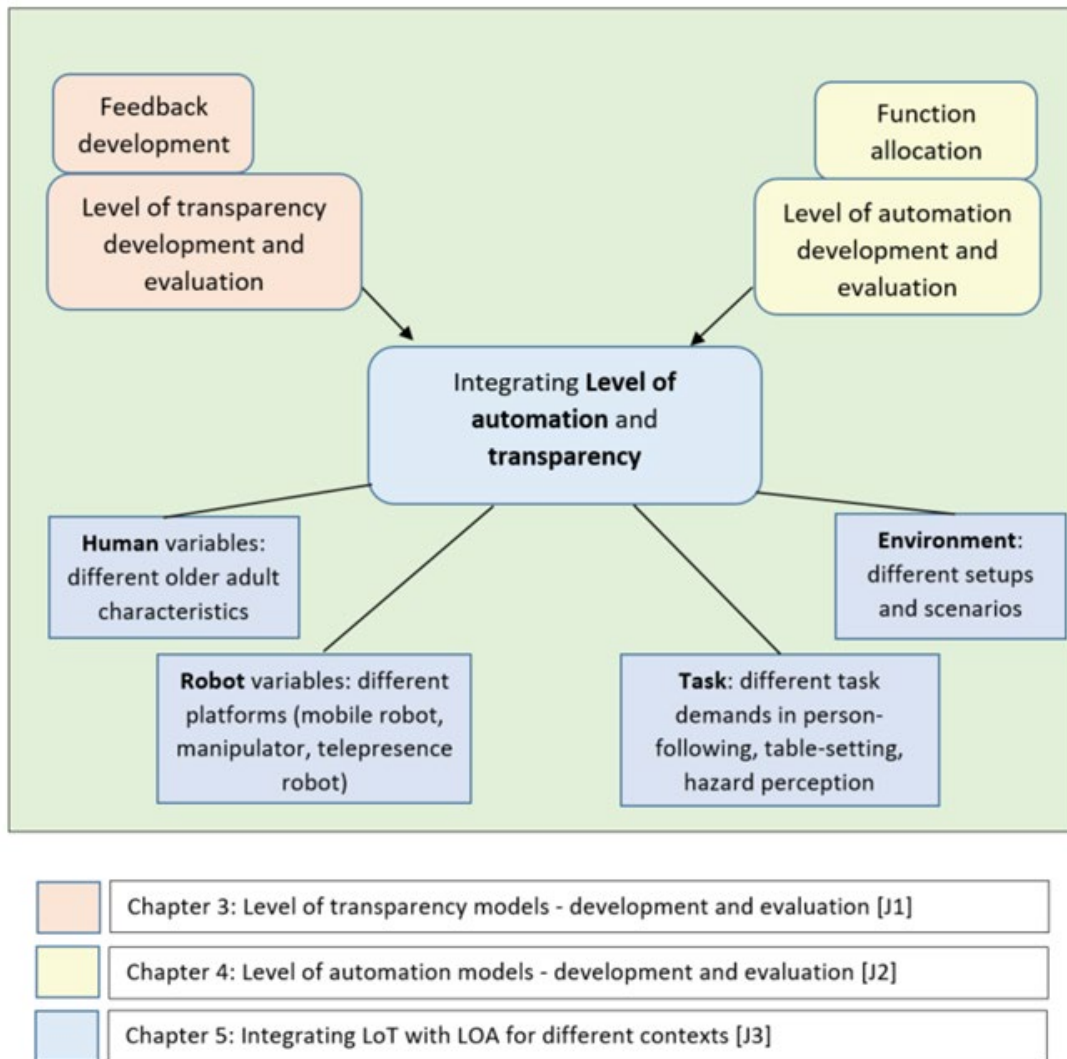 Feedback
development
Level of transparency
development and
evaluation
Function
allocation
Level of automation
development and
evaluation
Integrating Level of
automation and
transparency
Human variables:
different older adult
characteristics
Environment:
different setups
and scenarios
Robot variables: different
platforms (mobile robot,
manipulator, telepresence
robot)
Task: different task
demands in person-
following, table-setting,
hazard perception
Chapter 3: Level of transparency models - development and evaluation [J1]
Chapter 4: Level of automation models - development and evaluation [J2]
Chapter 5: Integrating LoT with LOA for different contexts [J3]